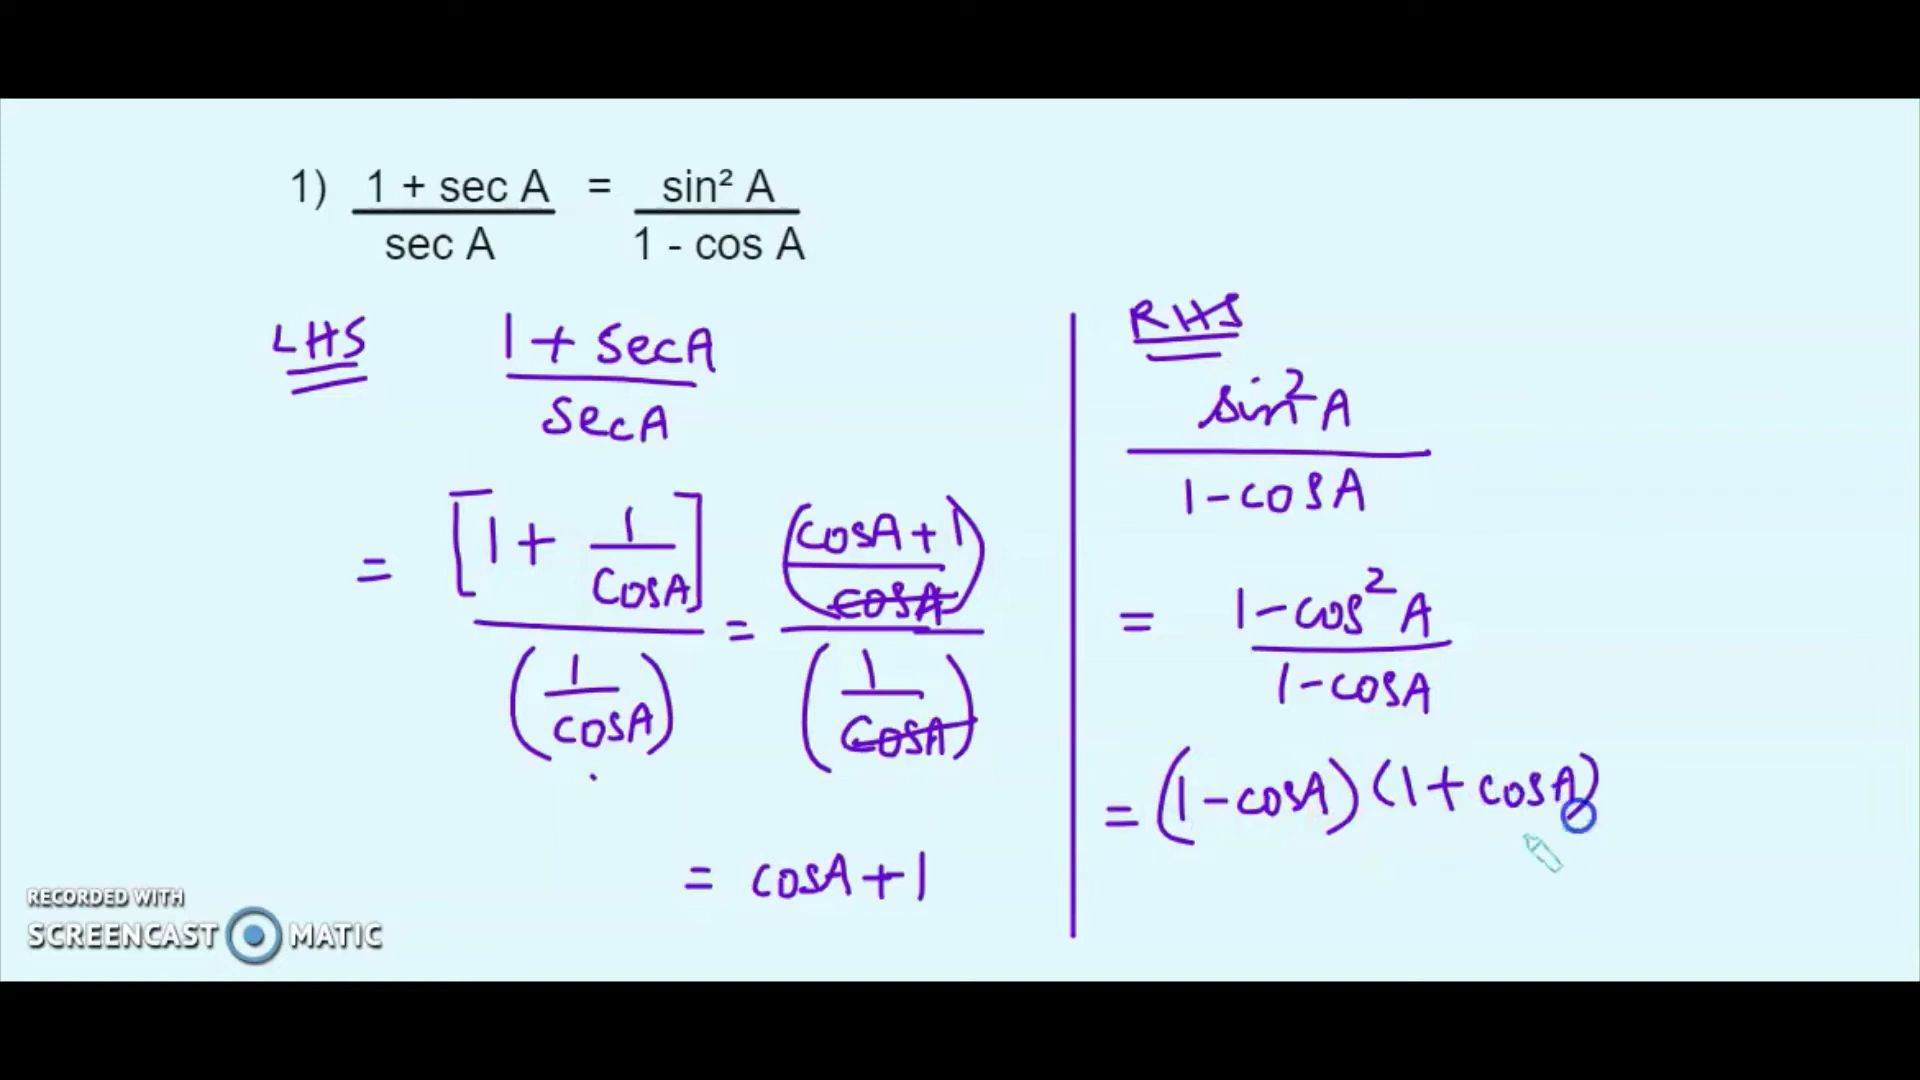 1) 1 + sec A = sin² A
sec A 1 - cos A
LHS 1 + secA
secA
= [1 + 1/cosA] / (1/cosA) = (cosA + 1/cosA) / (1/cosA)
= cosA + 1
RHS
sin²A
1 - cosA
= 1 - cos²A
1 - cosA
= (1 - cosA) (1 + cosA)
RECORDED WITH
SCREENCAST MATIC